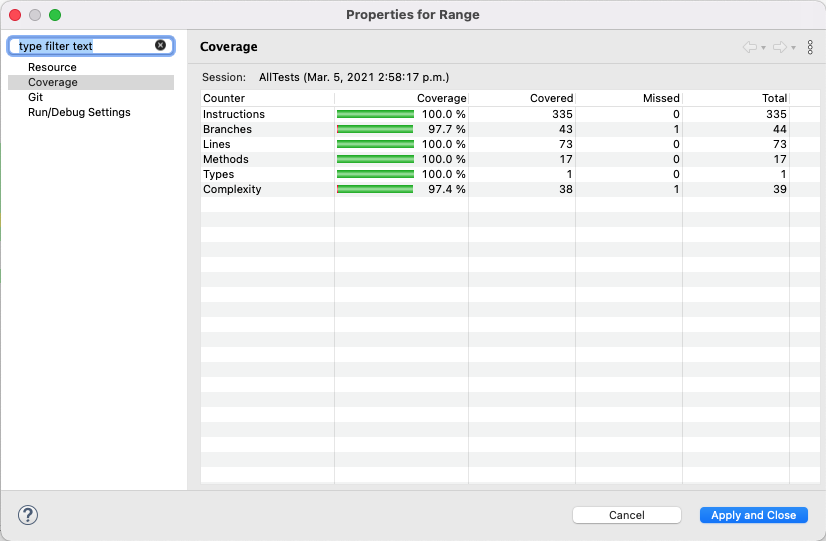 Properties for Range
type filter text
Resource
Coverage
Git
Run/Debug Settings
Coverage
Session: AllTests (Mar. 5, 2021 2:58:17 p.m.)
Counter Coverage Covered Missed Total
Instructions 100.0 % 335 0 335
Branches 97.7 % 43 1 44
Lines 100.0 % 73 0 73
Methods 100.0 % 17 0 17
Types 100.0 % 1 0 1
Complexity 97.4 % 38 1 39
?
Cancel
Apply and Close